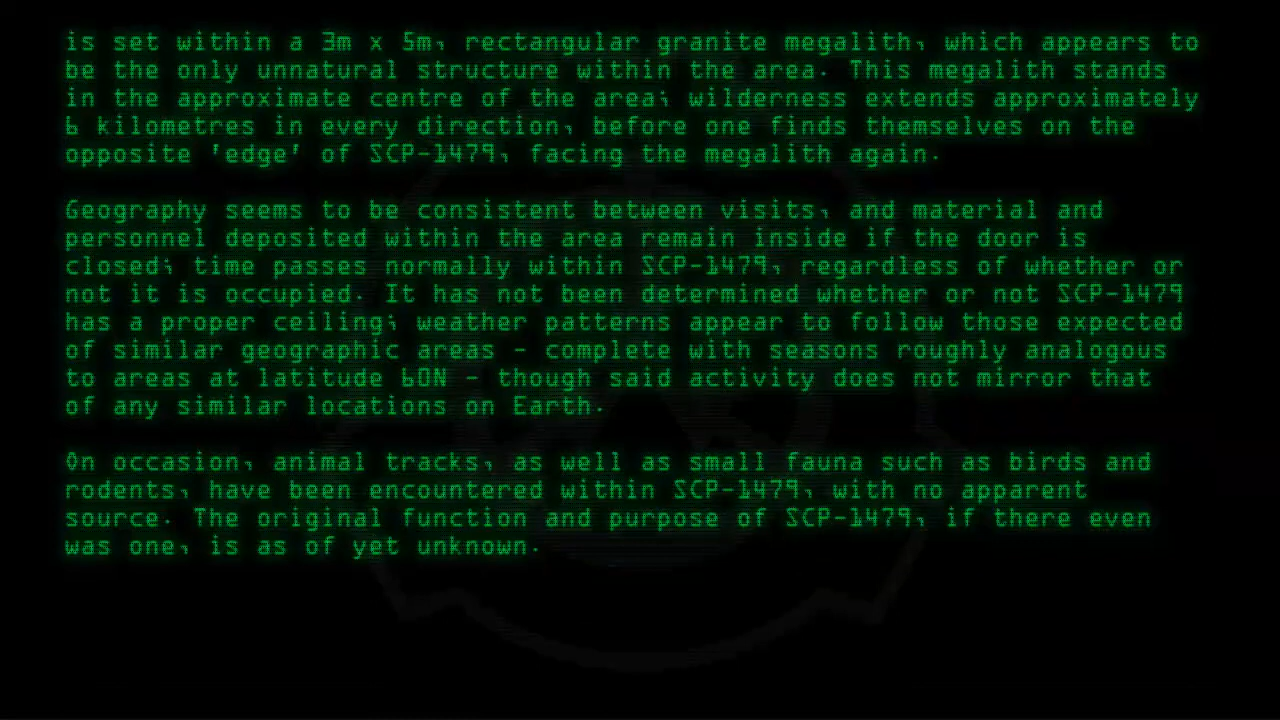 is set within a 3m x 5m, rectangular granite megalith, which appears to
be the only unnatural structure within the area. This megalith stands
in the approximate centre of the area; wilderness extends approximately
6 kilometres in every direction, before one finds themselves on the
opposite 'edge' of SCP-1479, facing the megalith again.
Geography seems to be consistent between visits, and material and
personnel deposited within the area remain inside if the door is
closed; time passes normally within SCP-1479, regardless of whether or
not it is occupied. It has not been determined whether or not SCP-1479
has a proper ceiling; weather patterns appear to follow those expected
of similar geographic areas - complete with seasons roughly analogous
to areas at latitude 60N - though said activity does not mirror that
of any similar locations on Earth.
On occasion, animal tracks, as well as small fauna such as birds and
rodents, have been encountered within SCP-1479, with no apparent
source. The original function and purpose of SCP-1479, if there even
was one, is as of yet unknown.